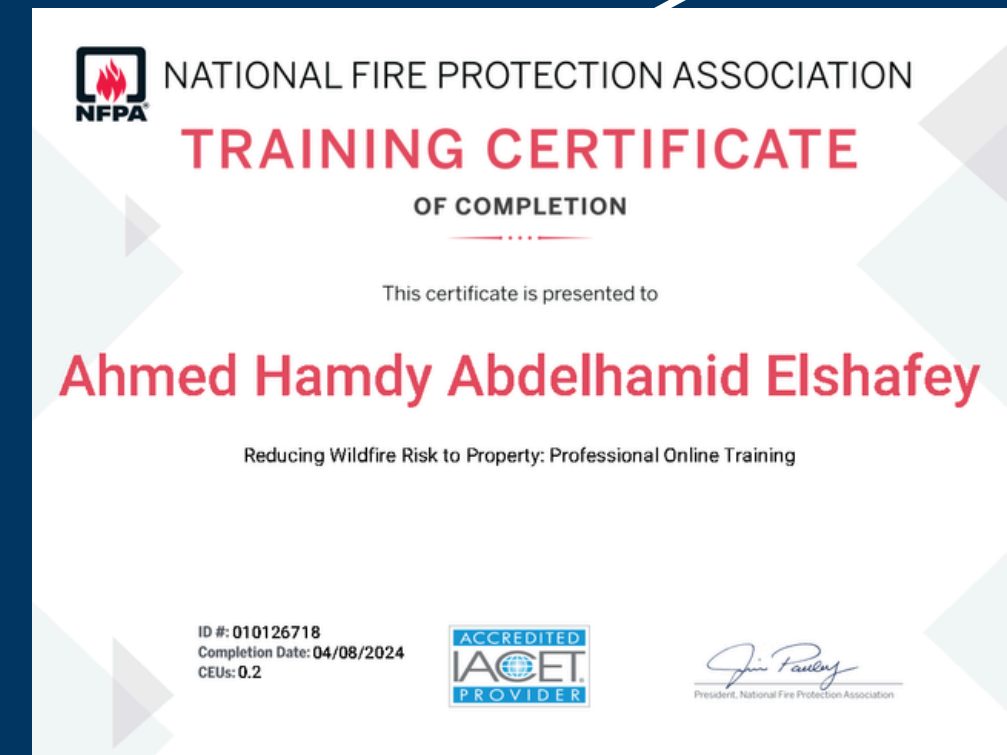 NFPA®
NATIONAL FIRE PROTECTION ASSOCIATION
TRAINING CERTIFICATE
OF COMPLETION
This certificate is presented to
Ahmed Hamdy Abdelhamid Elshafey
Reducing Wildfire Risk to Property: Professional Online Training
ID #: 010126718
Completion Date: 04/08/2024
CEUs: 0.2
ACCREDITED
IACET
PROVIDER
Jim Pauley
President, National Fire Protection Association